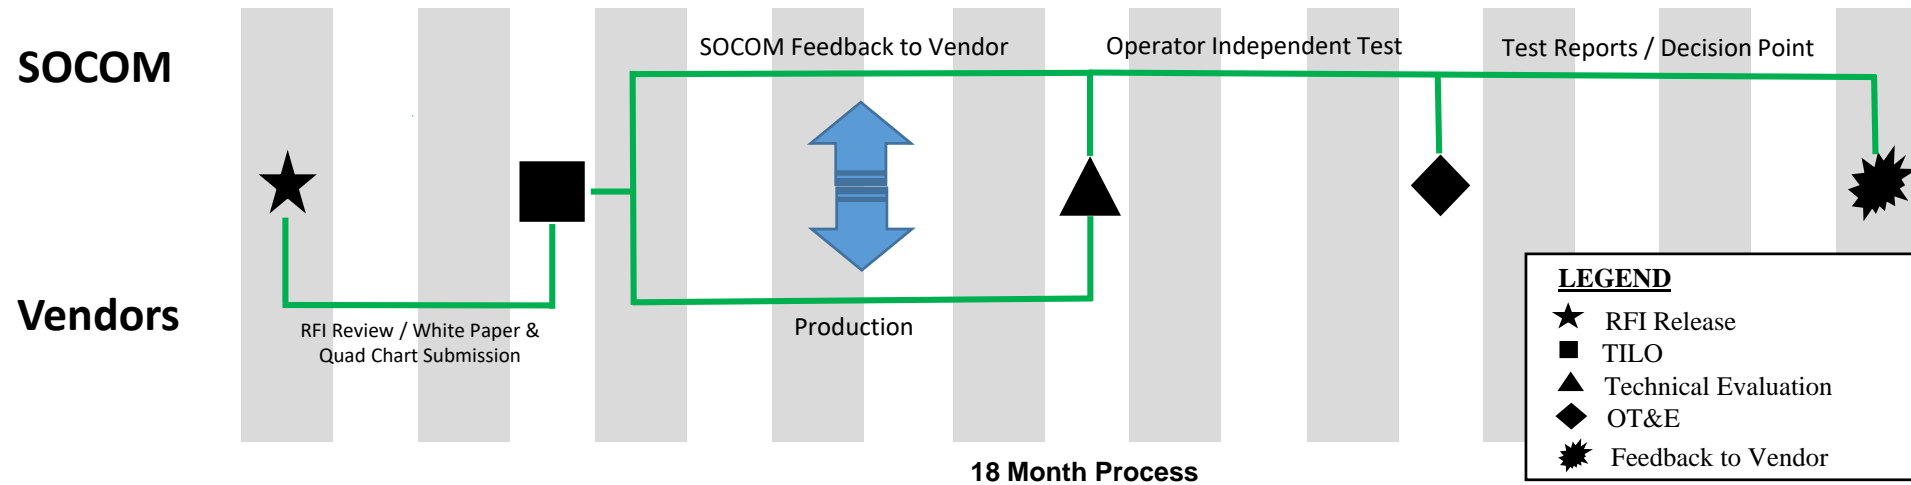 SOCOM
SOCOM Feedback to Vendor
Operator Independent Test
Test Reports / Decision Point
Vendors
RFI Review / White Paper &
Quad Chart Submission
Production
LEGEND
RFI Release
TILO
Technical Evaluation
OT&E
Feedback to Vendor
18 Month Process